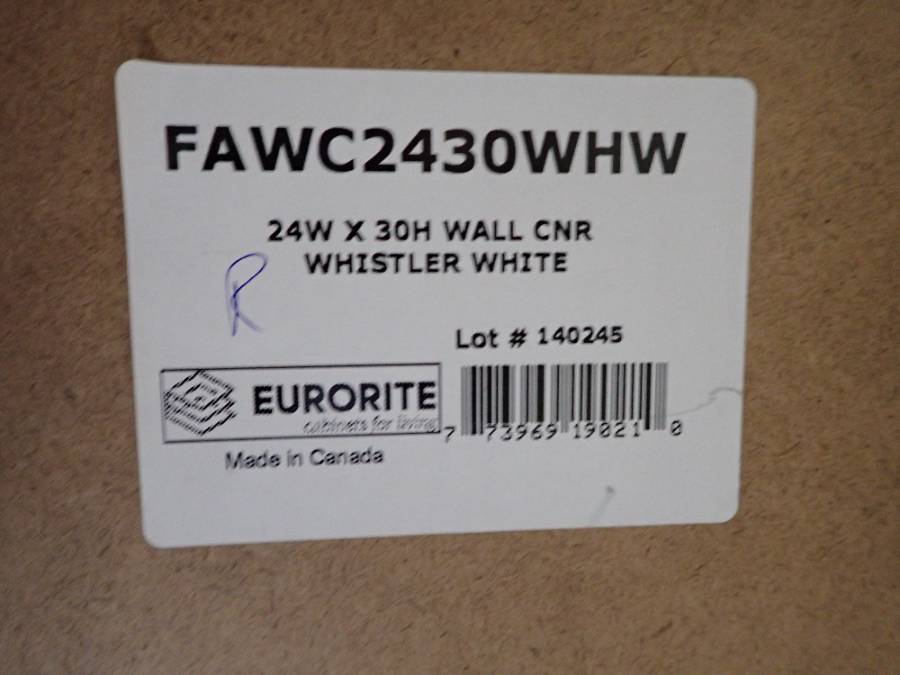 FAWC2430WHW
24W X 30H WALL CNR
WHISTLER WHITE
R
Lot # 140245
EURORITE
cabinets for living
7 73969 19021 0
Made in Canada